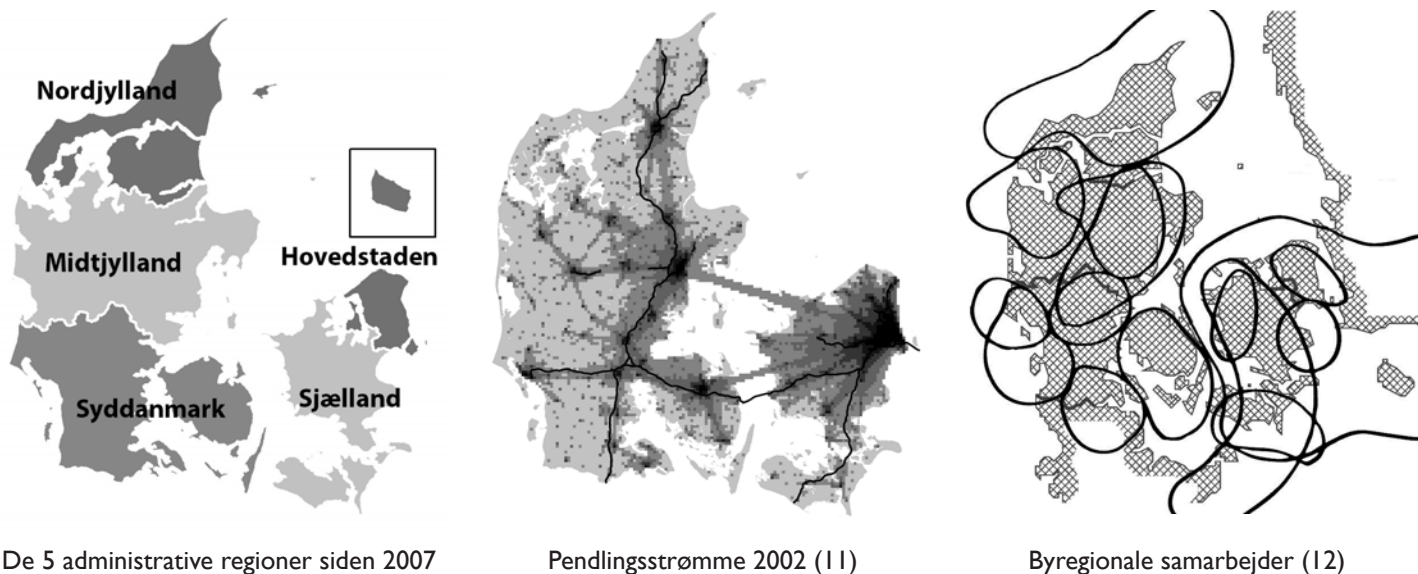 Nordjylland
Midtjylland
Hovedstaden
Syddanmark
Sjælland
De 5 administrative regioner siden 2007
Pendlingsstrømme 2002 (11)
Byregionale samarbejder (12)